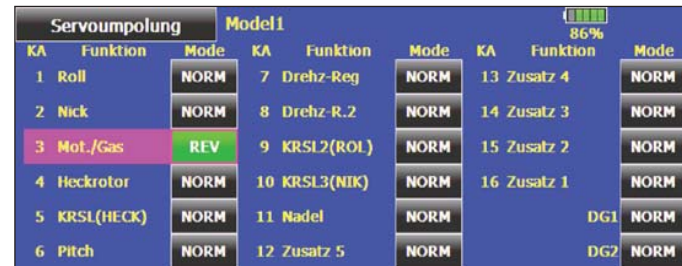 Servoumpolung Model1 86%
KA Funktion Mode KA Funktion Mode KA Funktion Mode
1 Roll NORM 7 Drehz-Reg NORM 13 Zusatz 4 NORM
2 Nick NORM 8 Drehz-R.2 NORM 14 Zusatz 3 NORM
3 Mot./Gas REV 9 KRSL2(ROL) NORM 15 Zusatz 2 NORM
4 Heckrotor NORM 10 KRSL3(NIK) NORM 16 Zusatz 1 NORM
5 KRSL(HECK) NORM 11 Nadel NORM DG1 NORM
6 Pitch NORM 12 Zusatz 5 NORM DG2 NORM